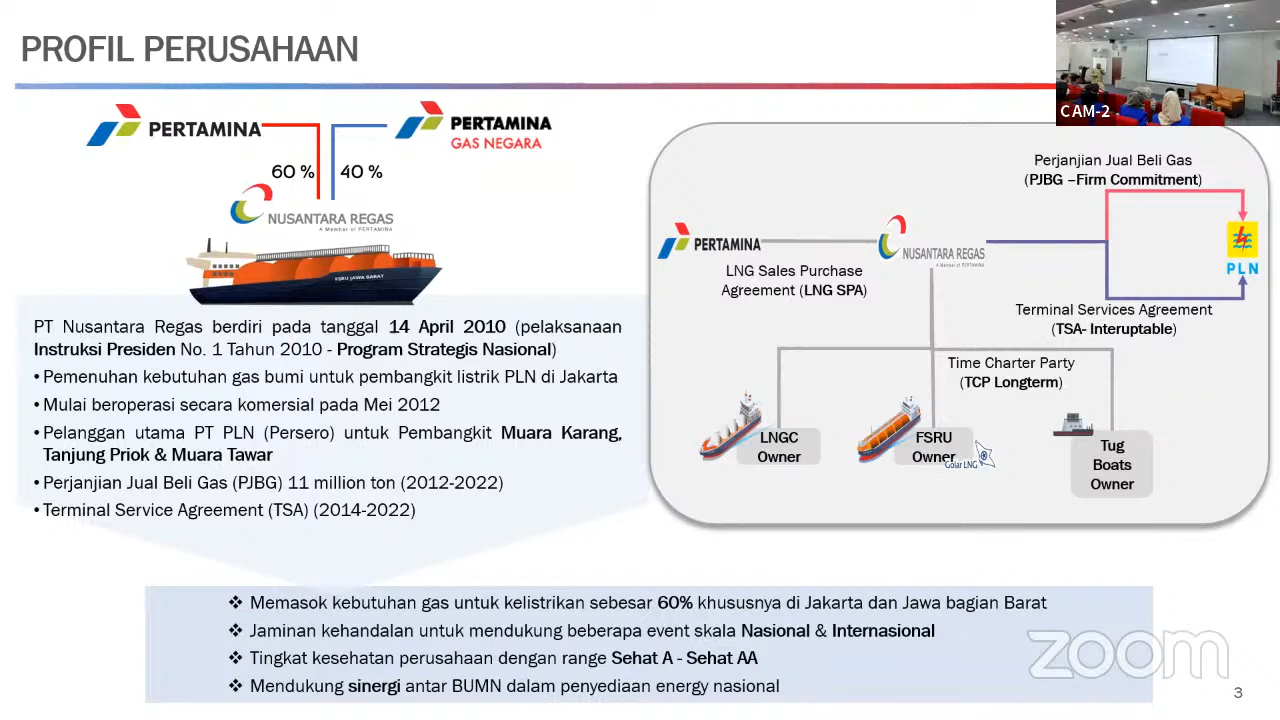 PROFIL PERUSAHAAN
CAM-2
PERTAMINA
PERTAMINA
GAS NEGARA
60 %
40 %
NUSANTARA REGAS
A Member of PERTAMINA
FSRU JAWA BARAT
PT Nusantara Regas berdiri pada tanggal 14 April 2010 (pelaksanaan
Instruksi Presiden No. 1 Tahun 2010 - Program Strategis Nasional)
• Pemenuhan kebutuhan gas bumi untuk pembangkit listrik PLN di Jakarta
• Mulai beroperasi secara komersial pada Mei 2012
• Pelanggan utama PT PLN (Persero) untuk Pembangkit Muara Karang,
Tanjung Priok & Muara Tawar
• Perjanjian Jual Beli Gas (PJBG) 11 million ton (2012-2022)
• Terminal Service Agreement (TSA) (2014-2022)
Perjanjian Jual Beli Gas
(PJBG –Firm Commitment)
PERTAMINA
NUSANTARA REGAS
A Member of PERTAMINA
PLN
LNG Sales Purchase
Agreement (LNG SPA)
Terminal Services Agreement
(TSA- Interuptable)
Time Charter Party
(TCP Longterm)
LNGC
Owner
FSRU
Owner
Golar LNG
Tug
Boats
Owner
❖ Memasok kebutuhan gas untuk kelistrikan sebesar 60% khususnya di Jakarta dan Jawa bagian Barat
❖ Jaminan kehandalan untuk mendukung beberapa event skala Nasional & Internasional
❖ Tingkat kesehatan perusahaan dengan range Sehat A - Sehat AA
❖ Mendukung sinergi antar BUMN dalam penyediaan energy nasional
zoom
3